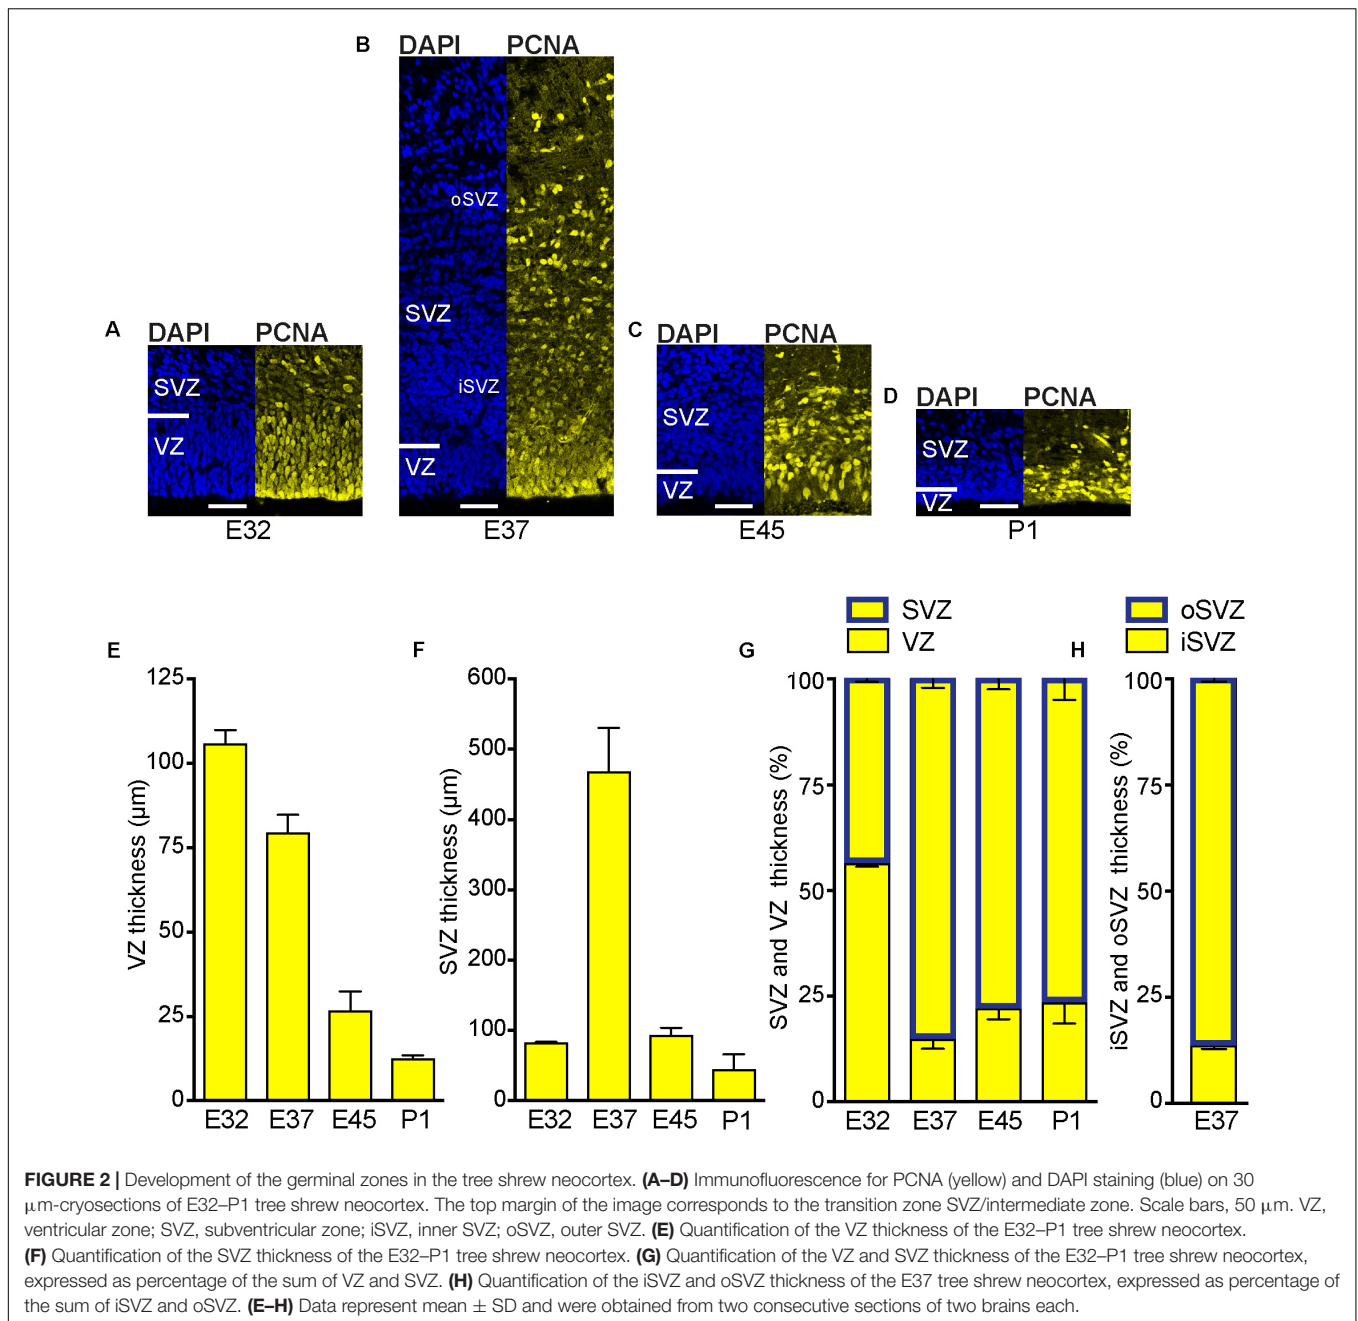 B
DAPI PCNA
oSVZ
SVZ
iSVZ
VZ
E37
A
DAPI PCNA
SVZ
VZ
E32
C
DAPI PCNA
SVZ
VZ
E45
D
DAPI PCNA
SVZ
VZ
P1
E
VZ thickness (µm)
125
100
75
50
25
0
E32 E37 E45 P1
F
SVZ thickness (µm)
600
500
400
300
200
100
0
E32 E37 E45 P1
G
SVZ
VZ
SVZ and VZ thickness (%)
100
75
50
25
0
E32 E37 E45 P1
H
oSVZ
iSVZ
iSVZ and oSVZ thickness (%)
100
75
50
25
0
E37
FIGURE 2 | Development of the germinal zones in the tree shrew neocortex. (A–D) Immunofluorescence for PCNA (yellow) and DAPI staining (blue) on 30
µm-cryosections of E32–P1 tree shrew neocortex. The top margin of the image corresponds to the transition zone SVZ/intermediate zone. Scale bars, 50 µm. VZ,
ventricular zone; SVZ, subventricular zone; iSVZ, inner SVZ; oSVZ, outer SVZ. (E) Quantification of the VZ thickness of the E32–P1 tree shrew neocortex.
(F) Quantification of the SVZ thickness of the E32–P1 tree shrew neocortex. (G) Quantification of the VZ and SVZ thickness of the E32–P1 tree shrew neocortex,
expressed as percentage of the sum of VZ and SVZ. (H) Quantification of the iSVZ and oSVZ thickness of the E37 tree shrew neocortex, expressed as percentage of
the sum of iSVZ and oSVZ. (E–H) Data represent mean ± SD and were obtained from two consecutive sections of two brains each.